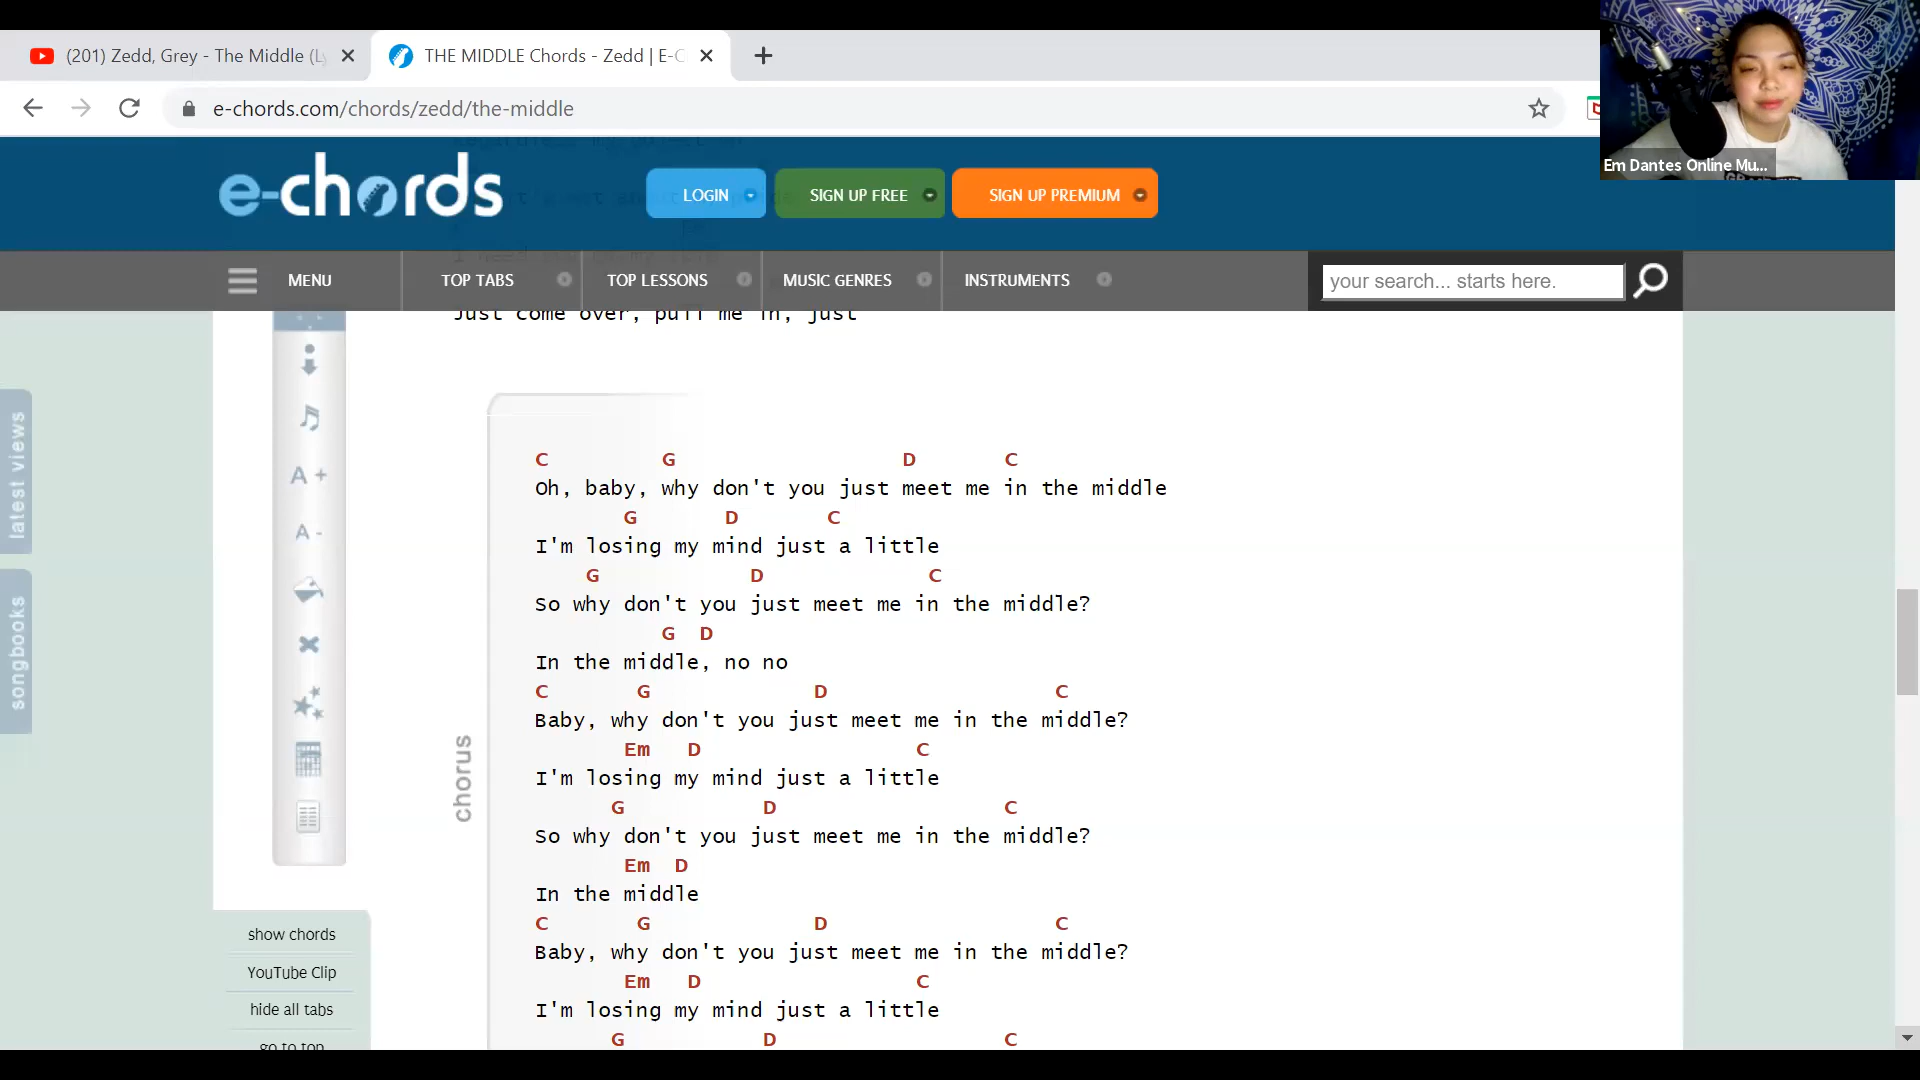 (201) Zedd, Grey - The Middle (Ly
THE MIDDLE Chords - Zedd | E-C
e-chords.com/chords/zedd/the-middle
Em Dantes Online Mu...
e-chords
LOGIN
SIGN UP FREE
SIGN UP PREMIUM
MENU
TOP TABS
TOP LESSONS
MUSIC GENRES
INSTRUMENTS
your search... starts here.
Just come over, pull me in, just
latest views
songbooks
A +
A -
chorus
C G D C
Oh, baby, why don't you just meet me in the middle
G D C
I'm losing my mind just a little
G D C
So why don't you just meet me in the middle?
G D
In the middle, no no
C G D C
Baby, why don't you just meet me in the middle?
Em D C
I'm losing my mind just a little
G D C
So why don't you just meet me in the middle?
Em D
In the middle
C G D C
Baby, why don't you just meet me in the middle?
Em D C
I'm losing my mind just a little
G D C
show chords
YouTube Clip
hide all tabs
go to top